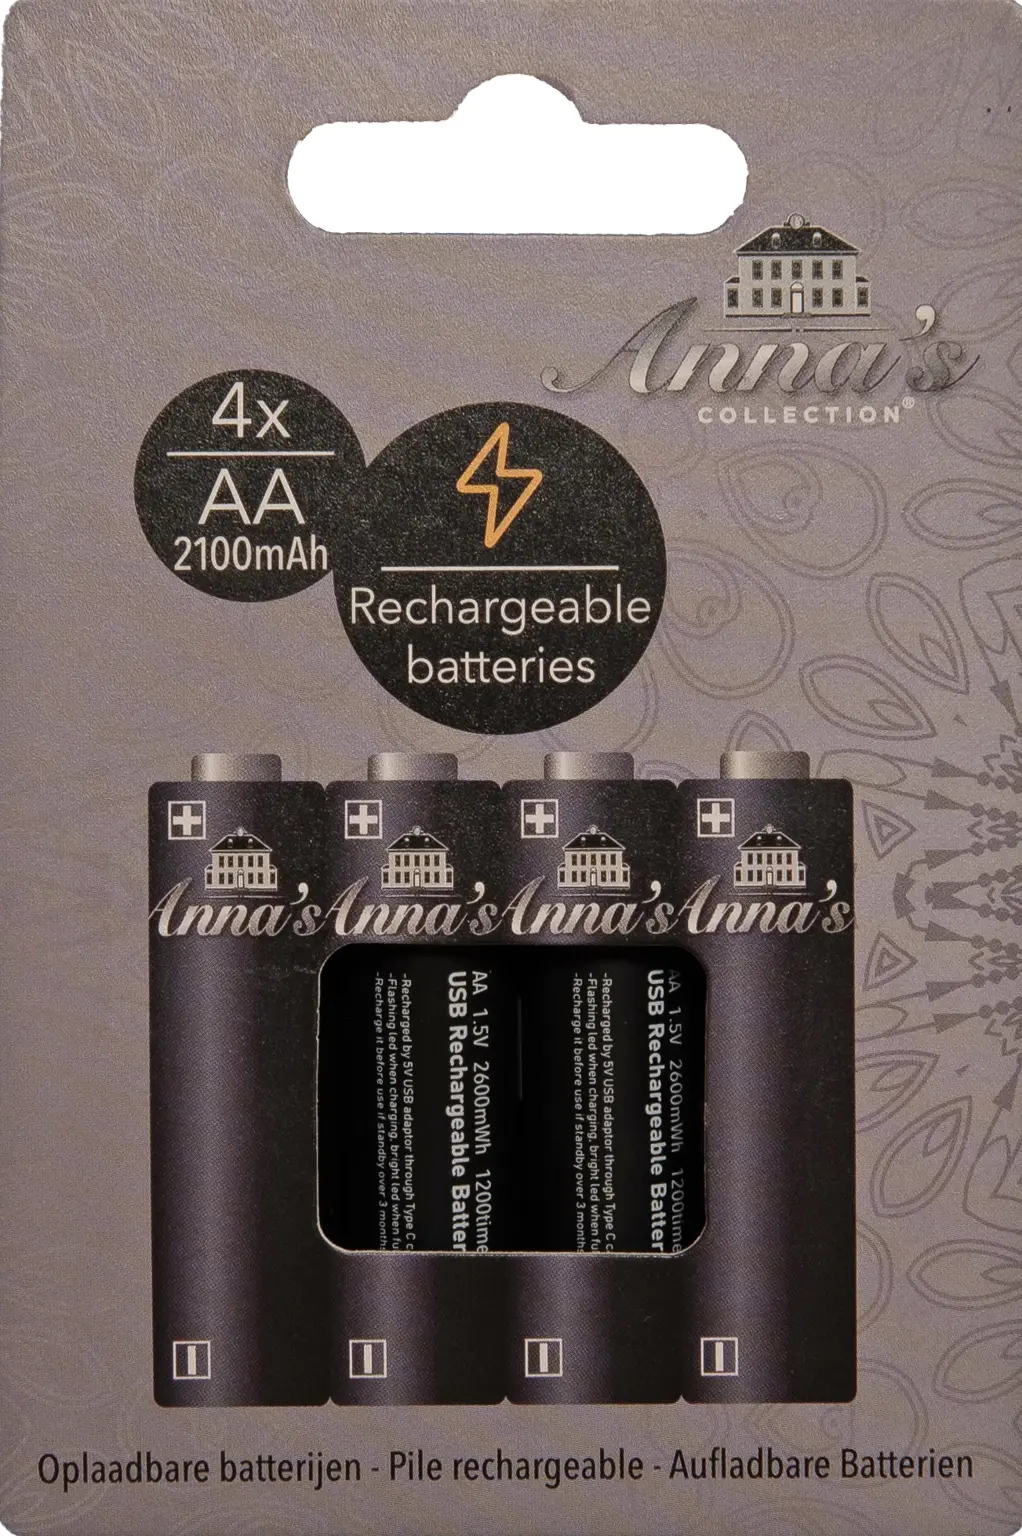 Anna's
COLLECTION®
4x
AA
2100mAh
Rechargeable
batteries
Anna's Anna's Anna's Anna's
AA 1.5V 2600mWh 1200time
USB Rechargeable Batter
-Recharged by 5V USB adaptor through Type C c
-Flashing led when charging, bright led when fu
-Recharge it before use if standby over 3 months
AA 1.5V 2600mWh 1200time
USB Rechargeable Batter
-Recharged by 5V USB adaptor through Type C c
-Flashing led when charging, bright led when fu
-Recharge it before use if standby over 3 months
Oplaadbare batterijen - Pile rechargeable - Aufladbare Batterien